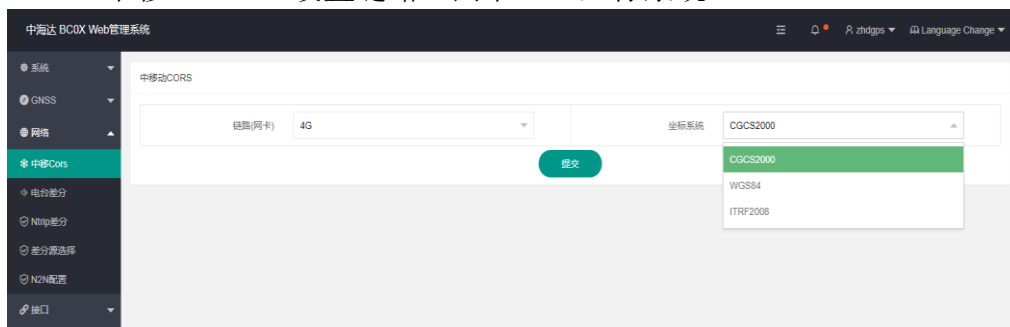 中海达 BC0X Web管理系统
zhdgps
Language Change
系统
中移动CORS
GNSS
链路(网卡)
4G
坐标系统
CGCS2000
网络
中移Cors
提交
CGCS2000
电台差分
WGS84
Ntrip差分
ITRF2008
差分源选择
N2N配置
接口